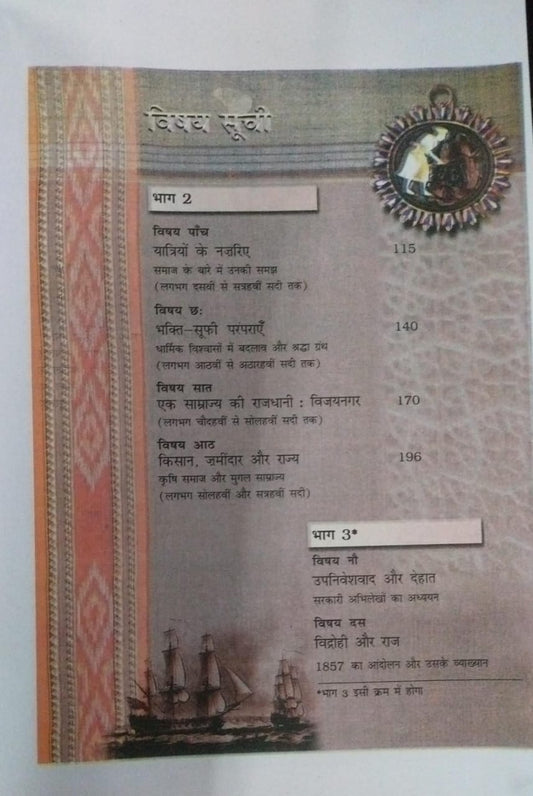 विषय सूची
भाग 2
विषय पाँच
यात्रियों के नज़रिए 115
समाज के बारे में उनकी समझ
(लगभग दसवीं से सत्रहवीं सदी तक)
विषय छ:
भक्ति–सूफी परंपराएँ 140
धार्मिक विश्वासों में बदलाव और श्रद्धा ग्रंथ
(लगभग आठवीं से अठारहवीं सदी तक)
विषय सात
एक साम्राज्य की राजधानी : विजयनगर 170
(लगभग चौदहवीं से सोलहवीं सदी तक)
विषय आठ
किसान, ज़मींदार और राज्य 196
कृषि समाज और मुगल साम्राज्य
(लगभग सोलहवीं और सत्रहवीं सदी)
भाग 3*
विषय नौ
उपनिवेशवाद और देहात
सरकारी अभिलेखों का अध्ययन
विषय दस
विद्रोही और राज
1857 का आंदोलन और उसके व्याख्यान
*भाग 3 इसी क्रम में होगा